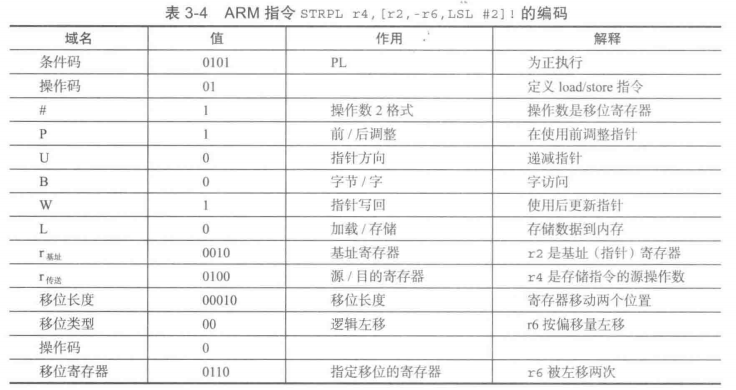 表 3-4 ARM 指令 STRPL r4,[r2,-r6,LSL #2]! 的编码
域名 值 作用 解释
条件码 0101 PL 为正执行
操作码 01 定义 load/store 指令
# 1 操作数 2 格式 操作数是移位寄存器
P 1 前 / 后调整 在使用前调整指针
U 0 指针方向 递减指针
B 0 字节 / 字 字访问
W 1 指针写回 使用后更新指针
L 0 加载 / 存储 存储数据到内存
r基址 0010 基址寄存器 r2 是基址（指针）寄存器
r传送 0100 源 / 目的寄存器 r4 是存储指令的源操作数
移位长度 00010 移位长度 寄存器移动两个位置
移位类型 00 逻辑左移 r6 按偏移量左移
操作码 0
移位寄存器 0110 指定移位的寄存器 r6 被左移两次